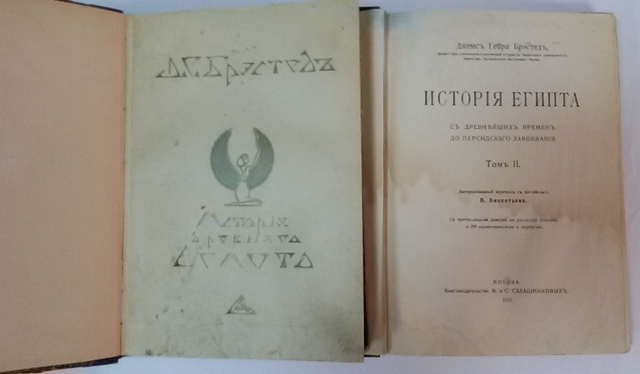 Д.Г. Брэстедъ
Исторія
древняго
Египта
Джемсъ Генри Брэстедъ,
ИСТОРІЯ ЕГИПТА
СЪ ДРЕВНѢЙШИХЪ ВРЕМЕНЪ
ДО ПЕРСИДСКАГО ЗАВОЕВАНІЯ
Томъ II.
Авторизованный переводъ съ англійскаго
В. Викентьева.
МОСКВА.
Книгоиздательство М. и С. САБАШНИКОВЫХЪ.
1915.